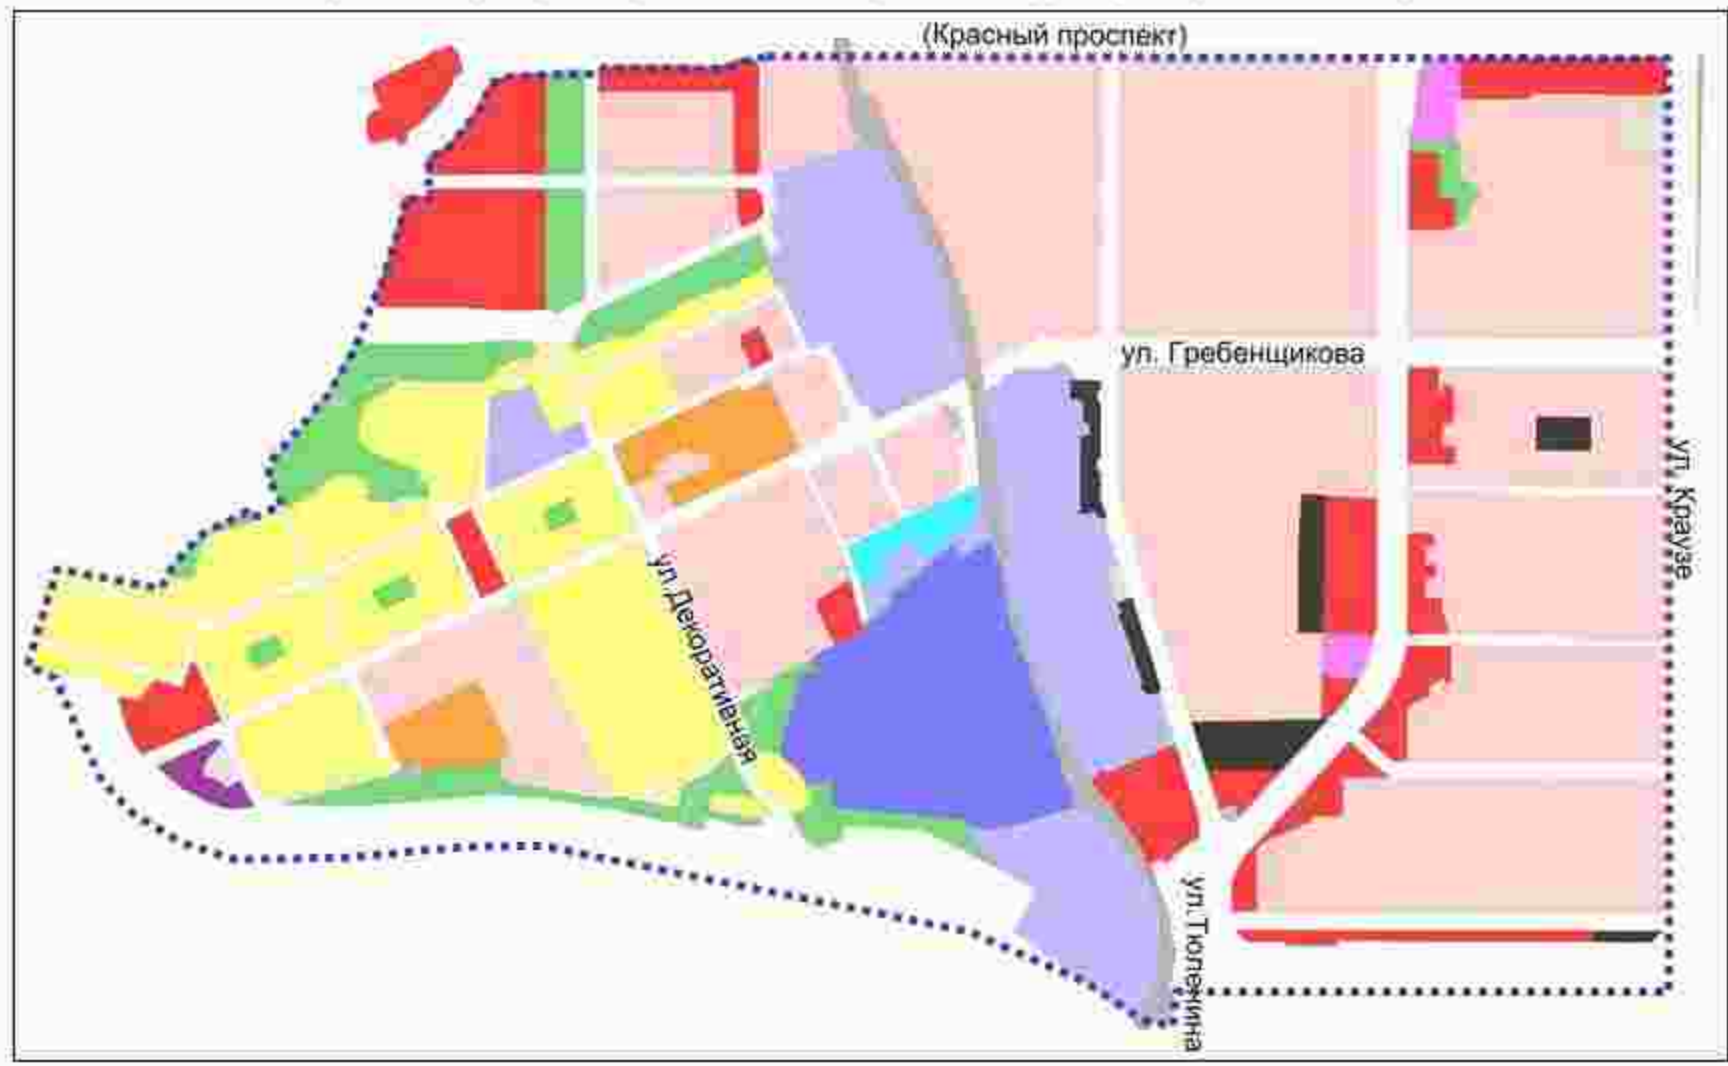 (Красный проспект)
ул. Гребенщикова
ул. Краузе
ул.Декоративная
ул.Тюленина